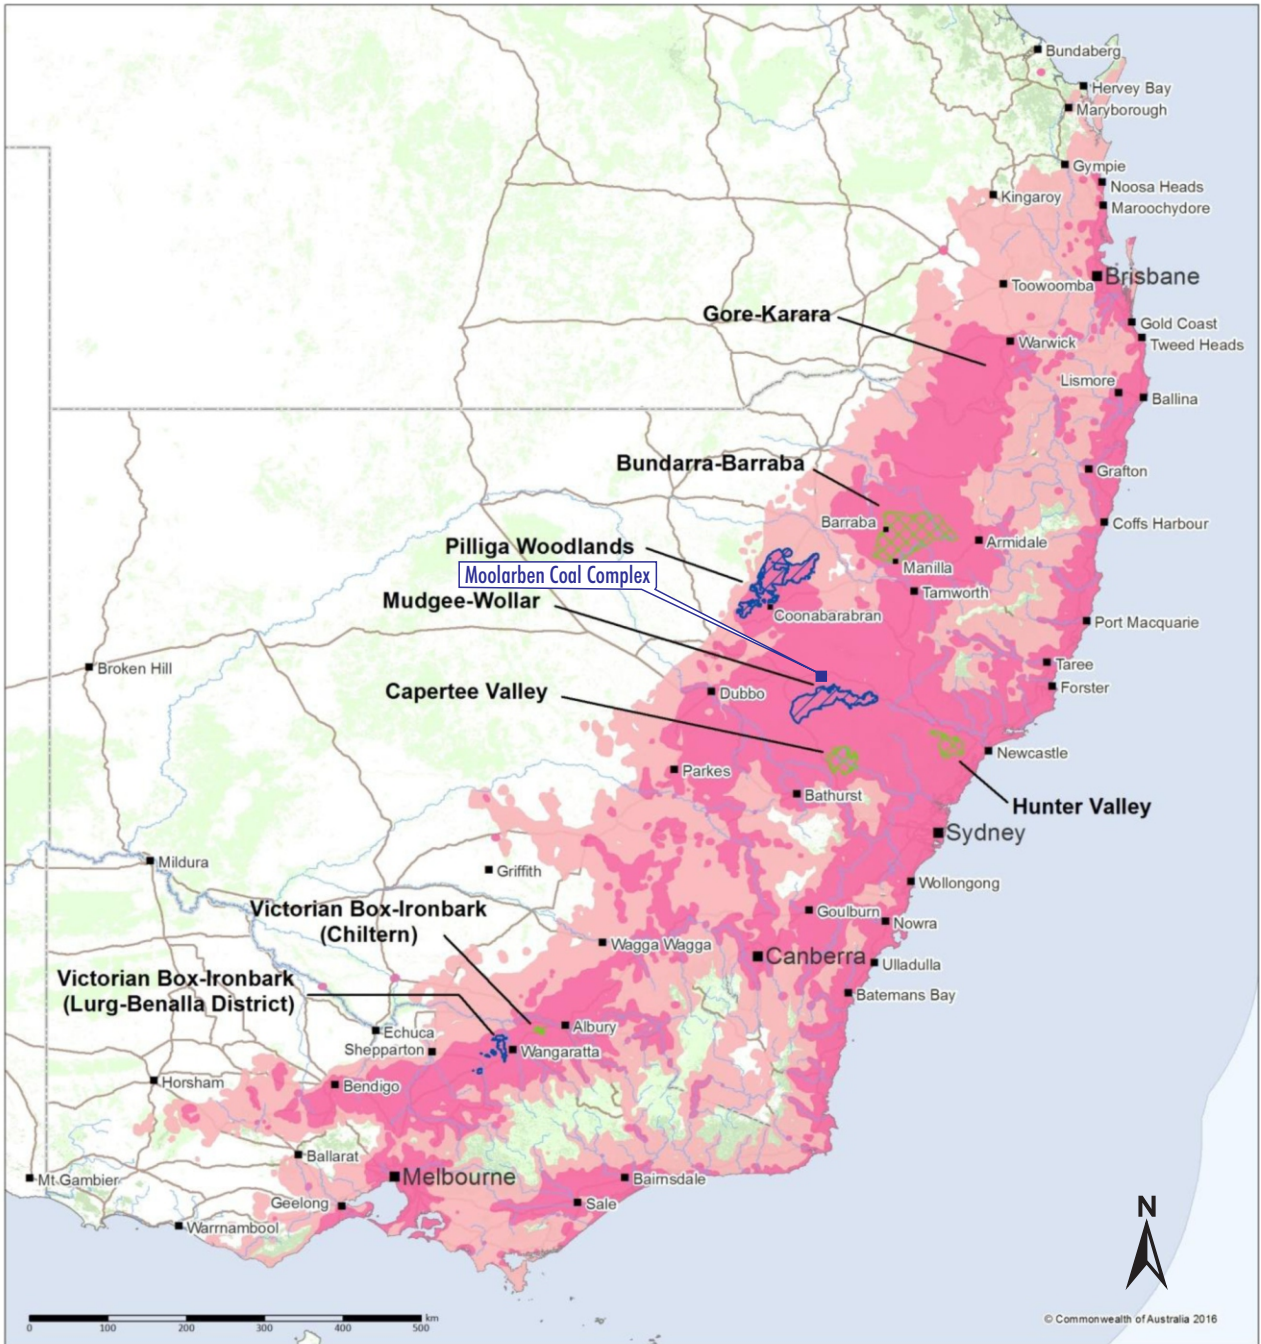 Bundaberg
Hervey Bay
Maryborough
Gympie
Noosa Heads
Kingaroy
Maroochydore
Brisbane
Toowoomba
Gore-Karara
Gold Coast
Warwick
Tweed Heads
Lismore
Ballina
Bundarra-Barraba
Grafton
Barraba
Coffs Harbour
Pilliga Woodlands
Armidale
Manilla
Moolarben Coal Complex
Tamworth
Mudgee-Wollar
Coonabarabran
Port Macquarie
Broken Hill
Taree
Forster
Capertee Valley
Dubbo
Newcastle
Parkes
Bathurst
Hunter Valley
Sydney
Mildura
Griffith
Wollongong
Victorian Box-Ironbark
(Chiltern)
Goulburn
Nowra
Wagga Wagga
Canberra
Ulladulla
Victorian Box-Ironbark
(Lurg-Benalla District)
Batemans Bay
Albury
Echuca
Shepparton
Wangaratta
Horsham
Bendigo
Ballarat
Mt Gambier
Melbourne
Bairnsdale
Geelong
Sale
Warrnambool
N
km
0 100 200 300 400 500
© Commonwealth of Australia 2016